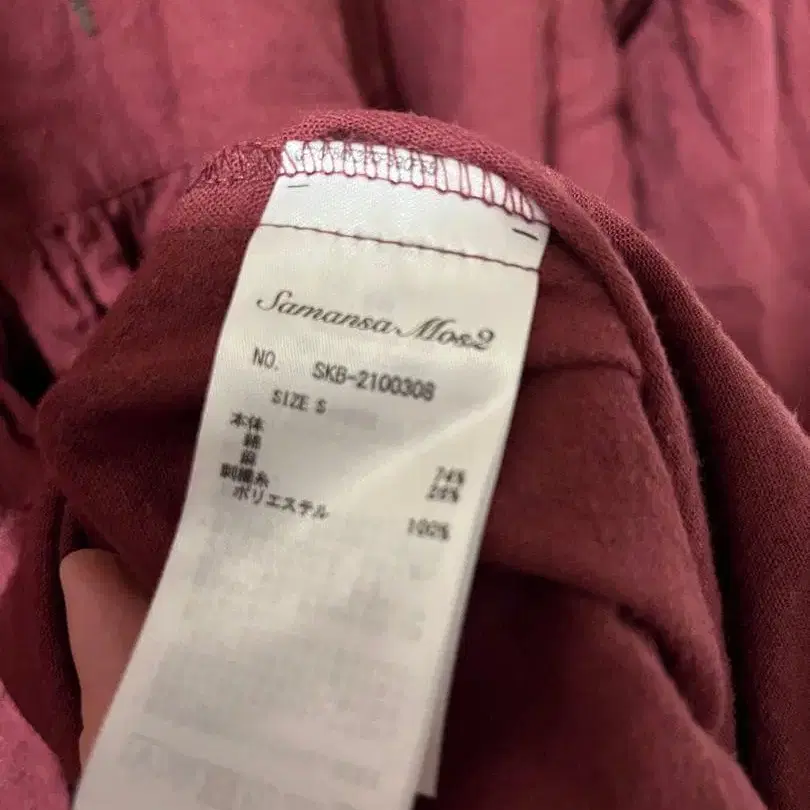 Samansa Mos2
NO. SKB-2100308
SIZE S
本体
綿 74%
麻 26%
刺繍糸
ポリエステル 100%